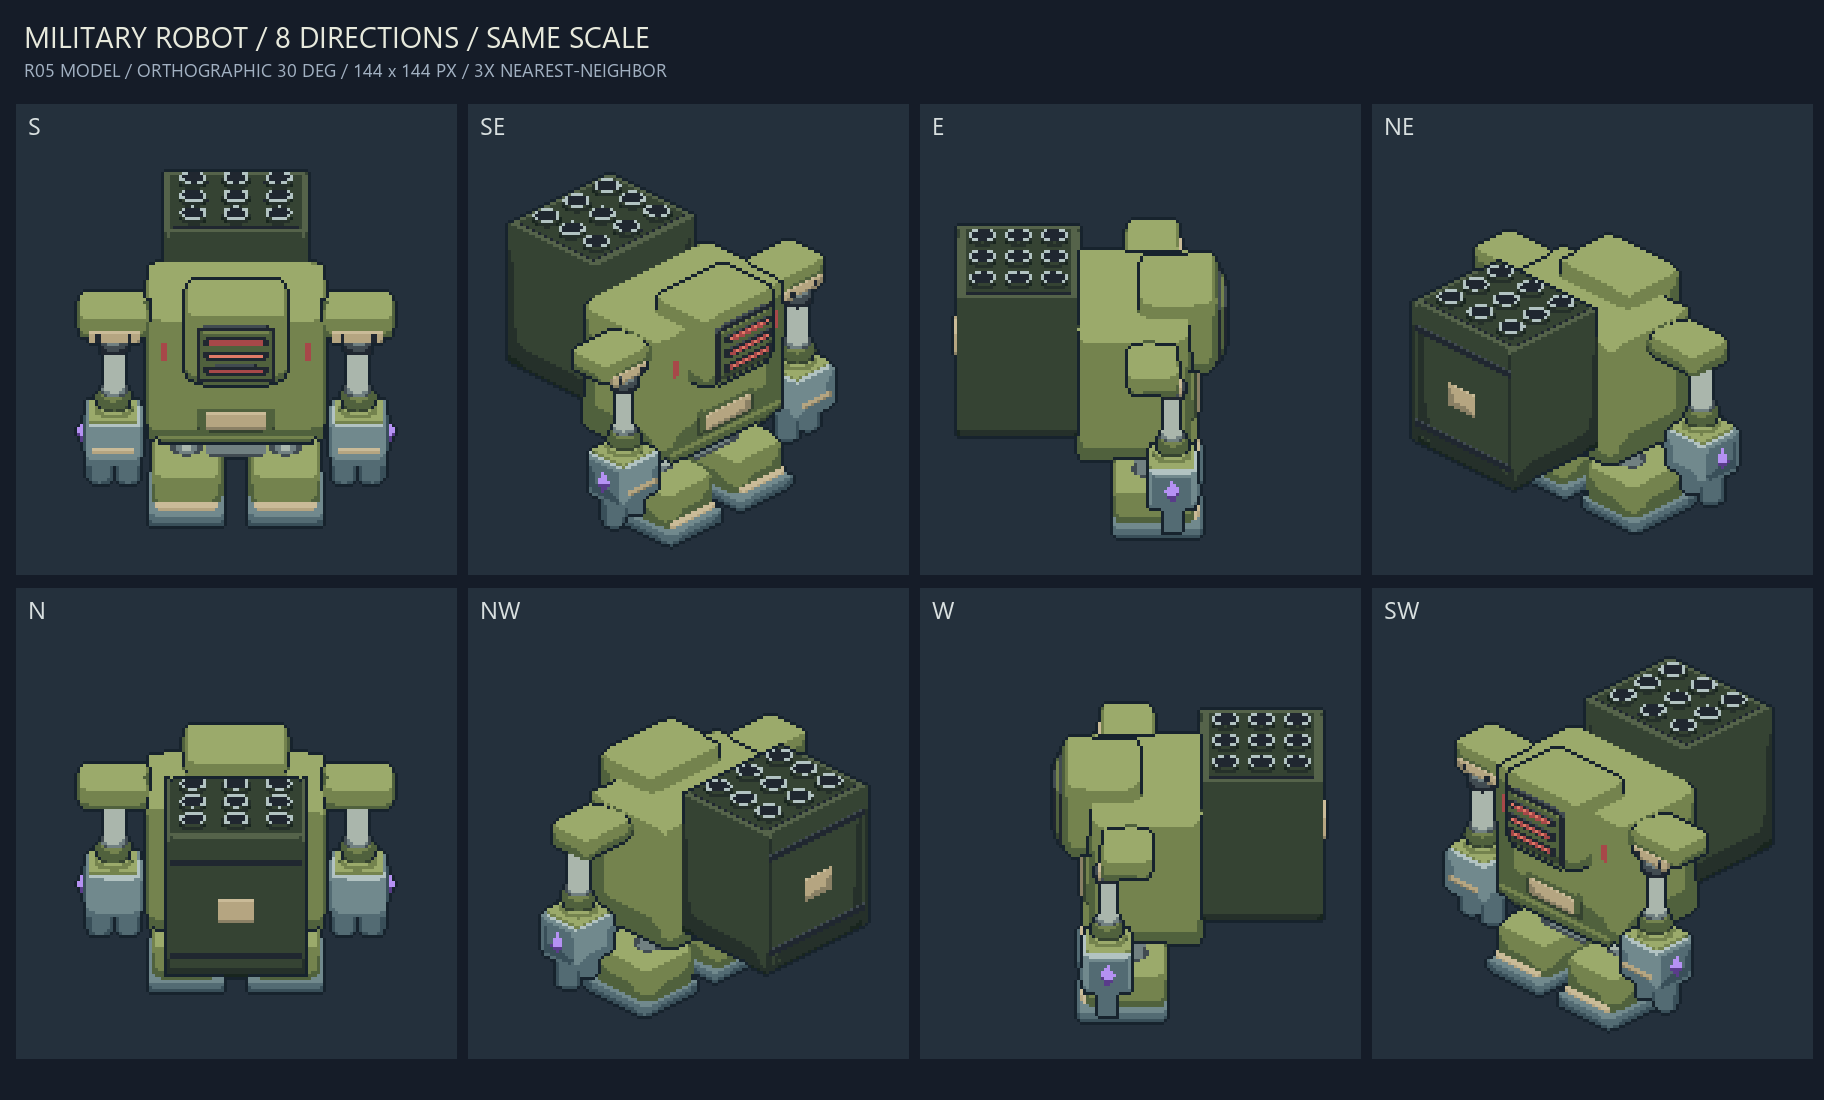 MILITARY ROBOT / 8 DIRECTIONS / SAME SCALE
R05 MODEL / ORTHOGRAPHIC 30 DEG / 144 x 144 PX / 3X NEAREST-NEIGHBOR
S
SE
E
NE
N
NW
W
SW